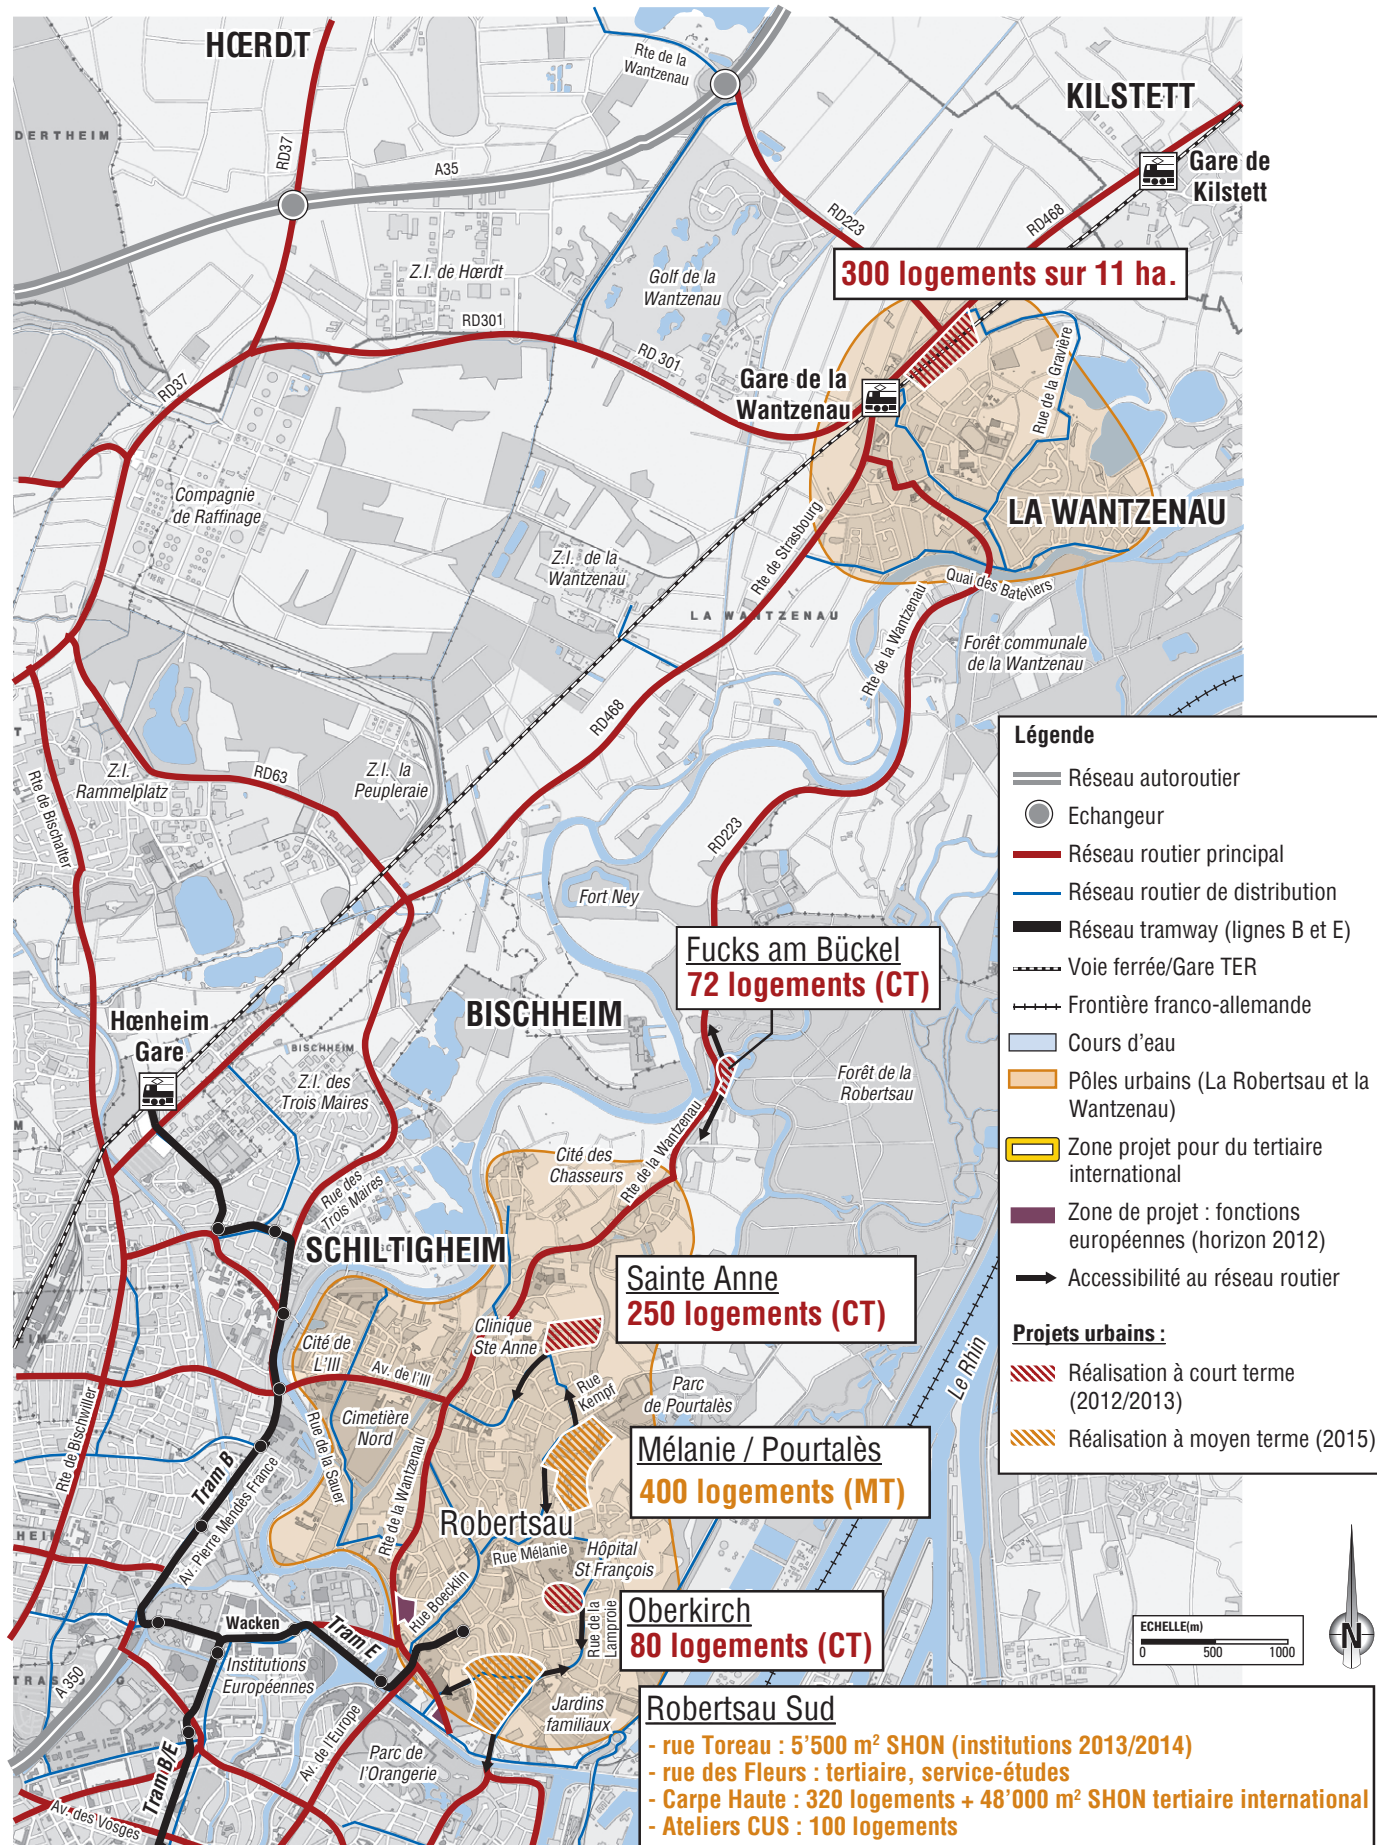 HŒRDT
Rte de la
Wantzenau
KILSTETT
DERTHEIM
RD37
A35
Gare de
Kilstett
RD223
RD468
Z.I. de Hœrdt
Golf de la
Wantzenau
300 logements sur 11 ha.
RD301
RD 301
Rue de la Gravière
Gare de la
Wantzenau
RD37
Compagnie
de Raffinage
LA WANTZENAU
Rte de Strasbourg
Z.I. de la
Wantzenau
Quai des Bateliers
LA WANTZENAU
Rte de la Wantzenau
Forêt communale
de la Wantzenau
RD468
Z.I.
Rammelplatz
RD63
Z.I. la
Peupleraie
Rte de Bischalter
RD223
Fort Ney
Fucks am Bückel
72 logements (CT)
BISCHHEIM
Hœnheim
Gare
BISCHHEIM
Z.I. des
Trois Maires
Forêt de la
Robertsau
Cité des
Chasseurs
Rte de la Wantzenau
Rue des
Trois Maires
SCHILTIGHEIM
Sainte Anne
250 logements (CT)
Clinique
Ste Anne
Cité de
L'Ill
Av. de l'Ill
Rue
Kempf
Parc
de Pourtalès
Le Rhin
Cimetière
Nord
Rue de la Sauer
Rte de Bischwiller
Mélanie / Pourtalès
400 logements (MT)
Tram B
Av. Pierre Mendès France
Rte de la Wantzenau
Robertsau
Rue Mélanie
Hôpital
St François
HEIM
Rue Boecklin
Oberkirch
80 logements (CT)
Rue de la
Lamproie
Wacken
Tram E
Institutions
Européennes
A 350
Jardins
familiaux
Av. de l'Europe
Parc de
l'Orangerie
Tram B/E
Av. des Vosges
Robertsau Sud
- rue Toreau : 5'500 m² SHON (institutions 2013/2014)
- rue des Fleurs : tertiaire, service-études
- Carpe Haute : 320 logements + 48'000 m² SHON tertiaire international
- Ateliers CUS : 100 logements
Légende
Réseau autoroutier
Echangeur
Réseau routier principal
Réseau routier de distribution
Réseau tramway (lignes B et E)
Voie ferrée/Gare TER
Frontière franco-allemande
Cours d'eau
Pôles urbains (La Robertsau et la
Wantzenau)
Zone projet pour du tertiaire
international
Zone de projet : fonctions
européennes (horizon 2012)
Accessibilité au réseau routier
Projets urbains :
Réalisation à court terme
(2012/2013)
Réalisation à moyen terme (2015)
ECHELLE(m)
0 500 1000
N